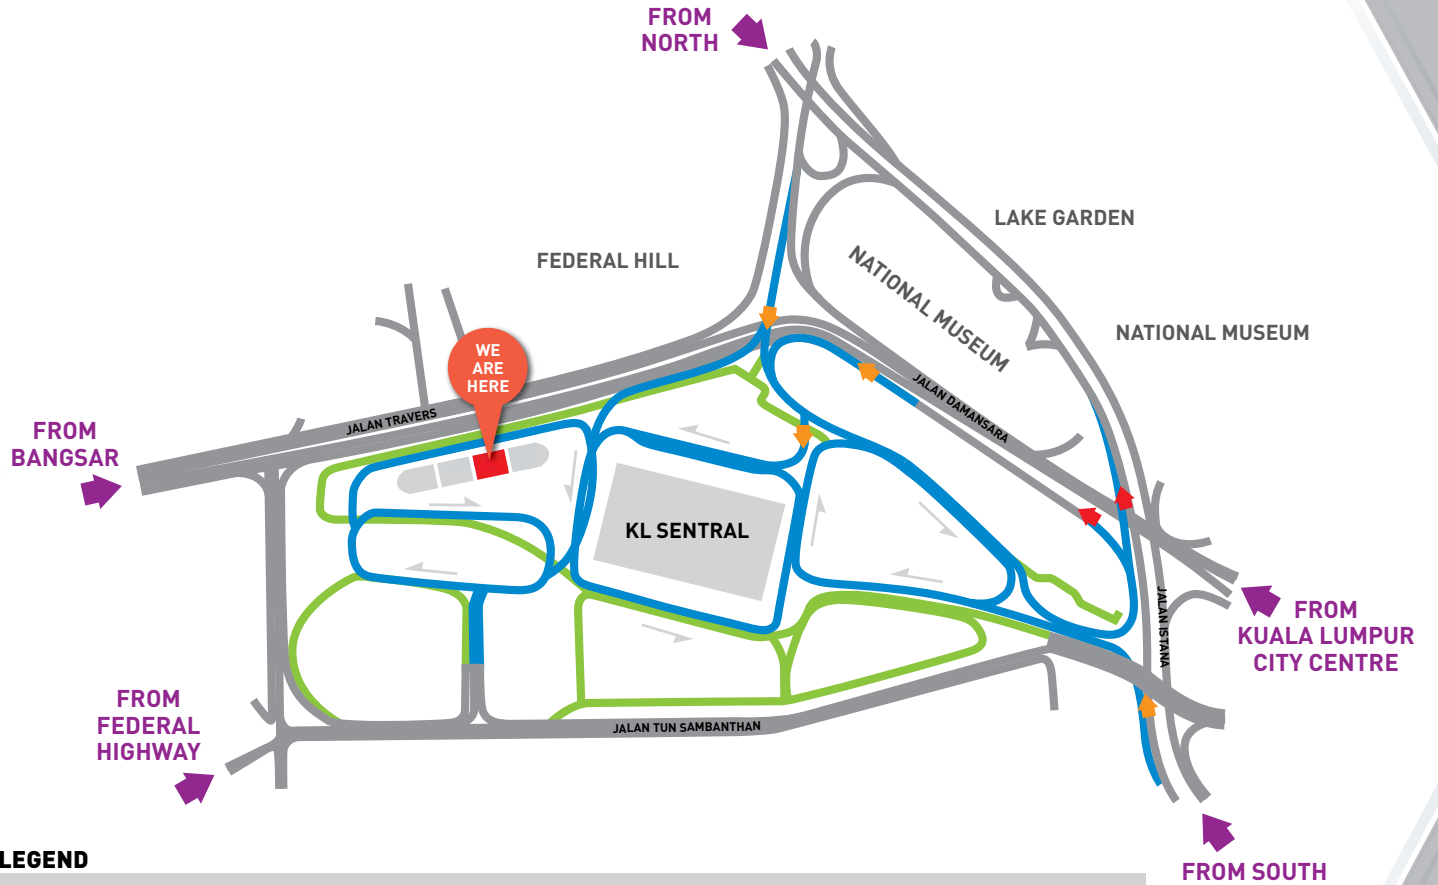 FROM
NORTH
LAKE GARDEN
FEDERAL HILL
NATIONAL MUSEUM
NATIONAL MUSEUM
WE
ARE
HERE
JALAN DAMANSARA
JALAN TRAVERS
FROM
BANGSAR
KL SENTRAL
JALAN ISTANA
FROM
KUALA LUMPUR
CITY CENTRE
FROM
FEDERAL
HIGHWAY
JALAN TUN SAMBANTHAN
LEGEND
FROM SOUTH